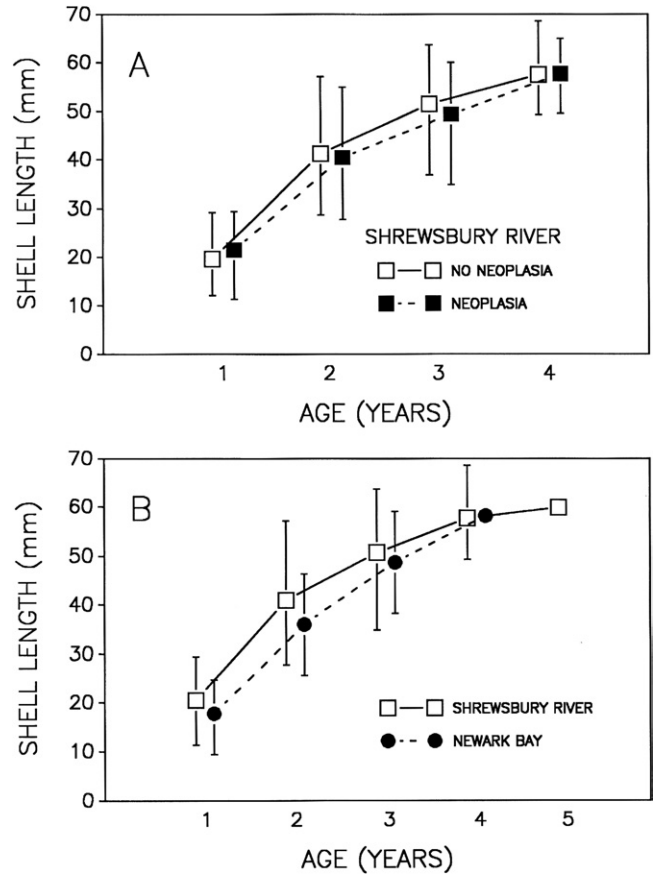 A
SHELL LENGTH (mm)
70
60
50
40
30
20
10
0
SHREWSBURY RIVER
NO NEOPLASIA
NEOPLASIA
1 2 3 4
AGE (YEARS)
B
SHELL LENGTH (mm)
70
60
50
40
30
20
10
0
SHREWSBURY RIVER
NEWARK BAY
1 2 3 4 5
AGE (YEARS)